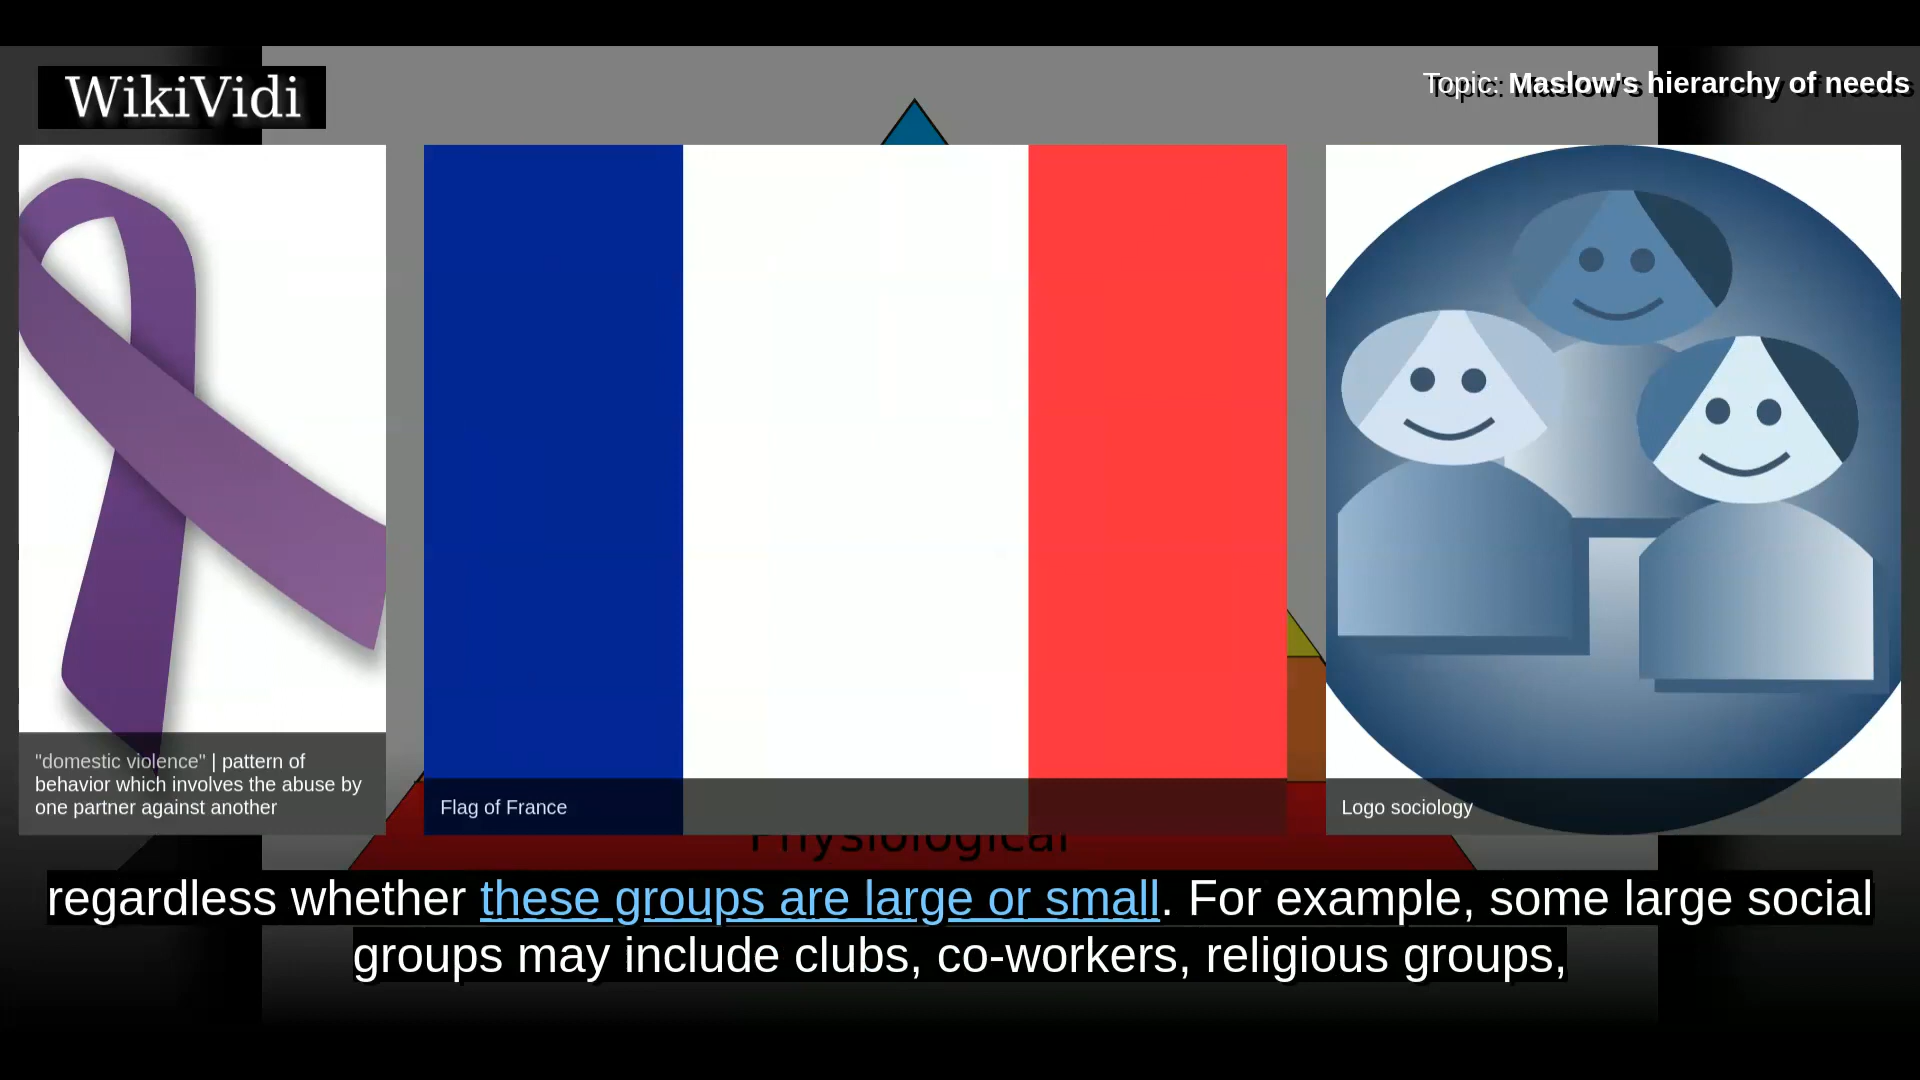 WikiVidi
Topic: Maslow's hierarchy of needs
"domestic violence" | pattern of
behavior which involves the abuse by
one partner against another
Flag of France
Logo sociology
Physiological
regardless whether these groups are large or small. For example, some large social
groups may include clubs, co-workers, religious groups,